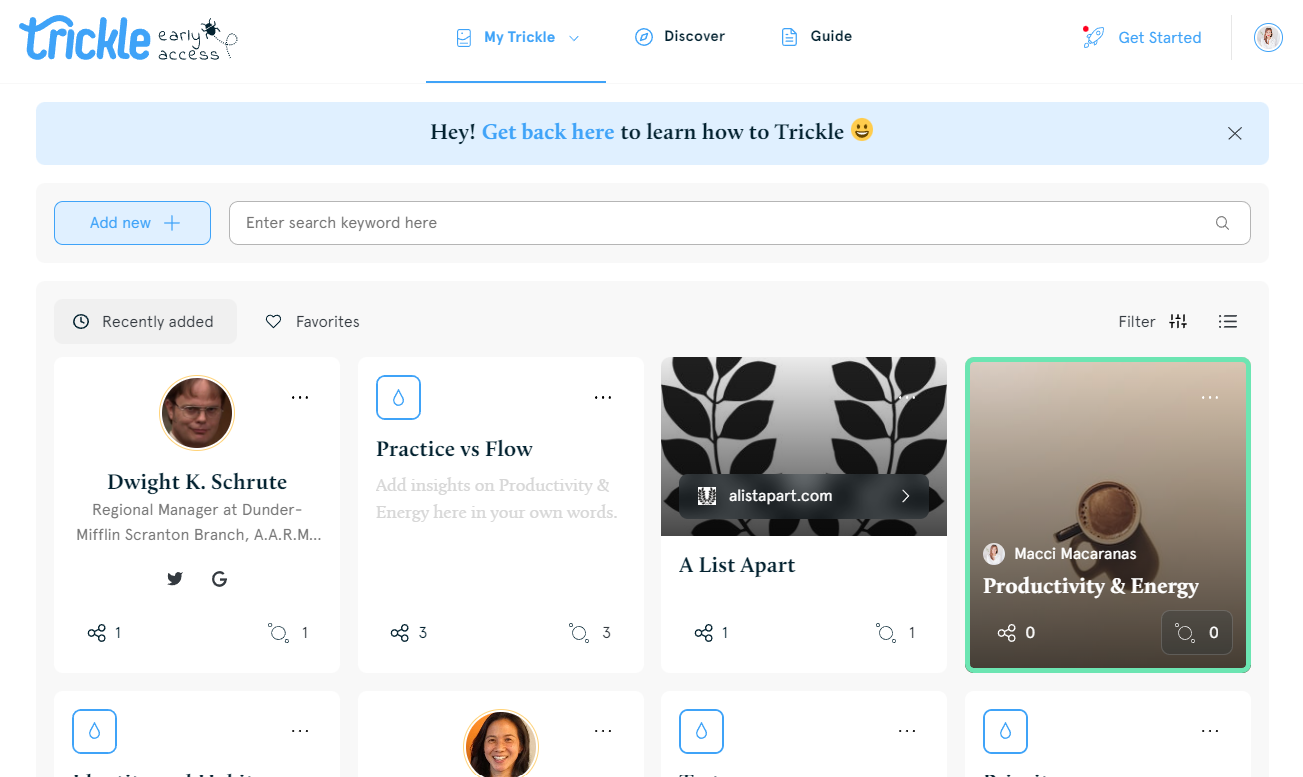 Trickle early access
My Trickle
Discover
Guide
Get Started
Hey! Get back here to learn how to Trickle 😃
Add new
Enter search keyword here
Recently added
Favorites
Filter
Dwight K. Schrute
Regional Manager at Dunder-
Mifflin Scranton Branch, A.A.R.M...
1
1
Practice vs Flow
Add insights on Productivity &
Energy here in your own words.
3
3
alistapart.com
A List Apart
1
1
Macci Macaranas
Productivity & Energy
0
0